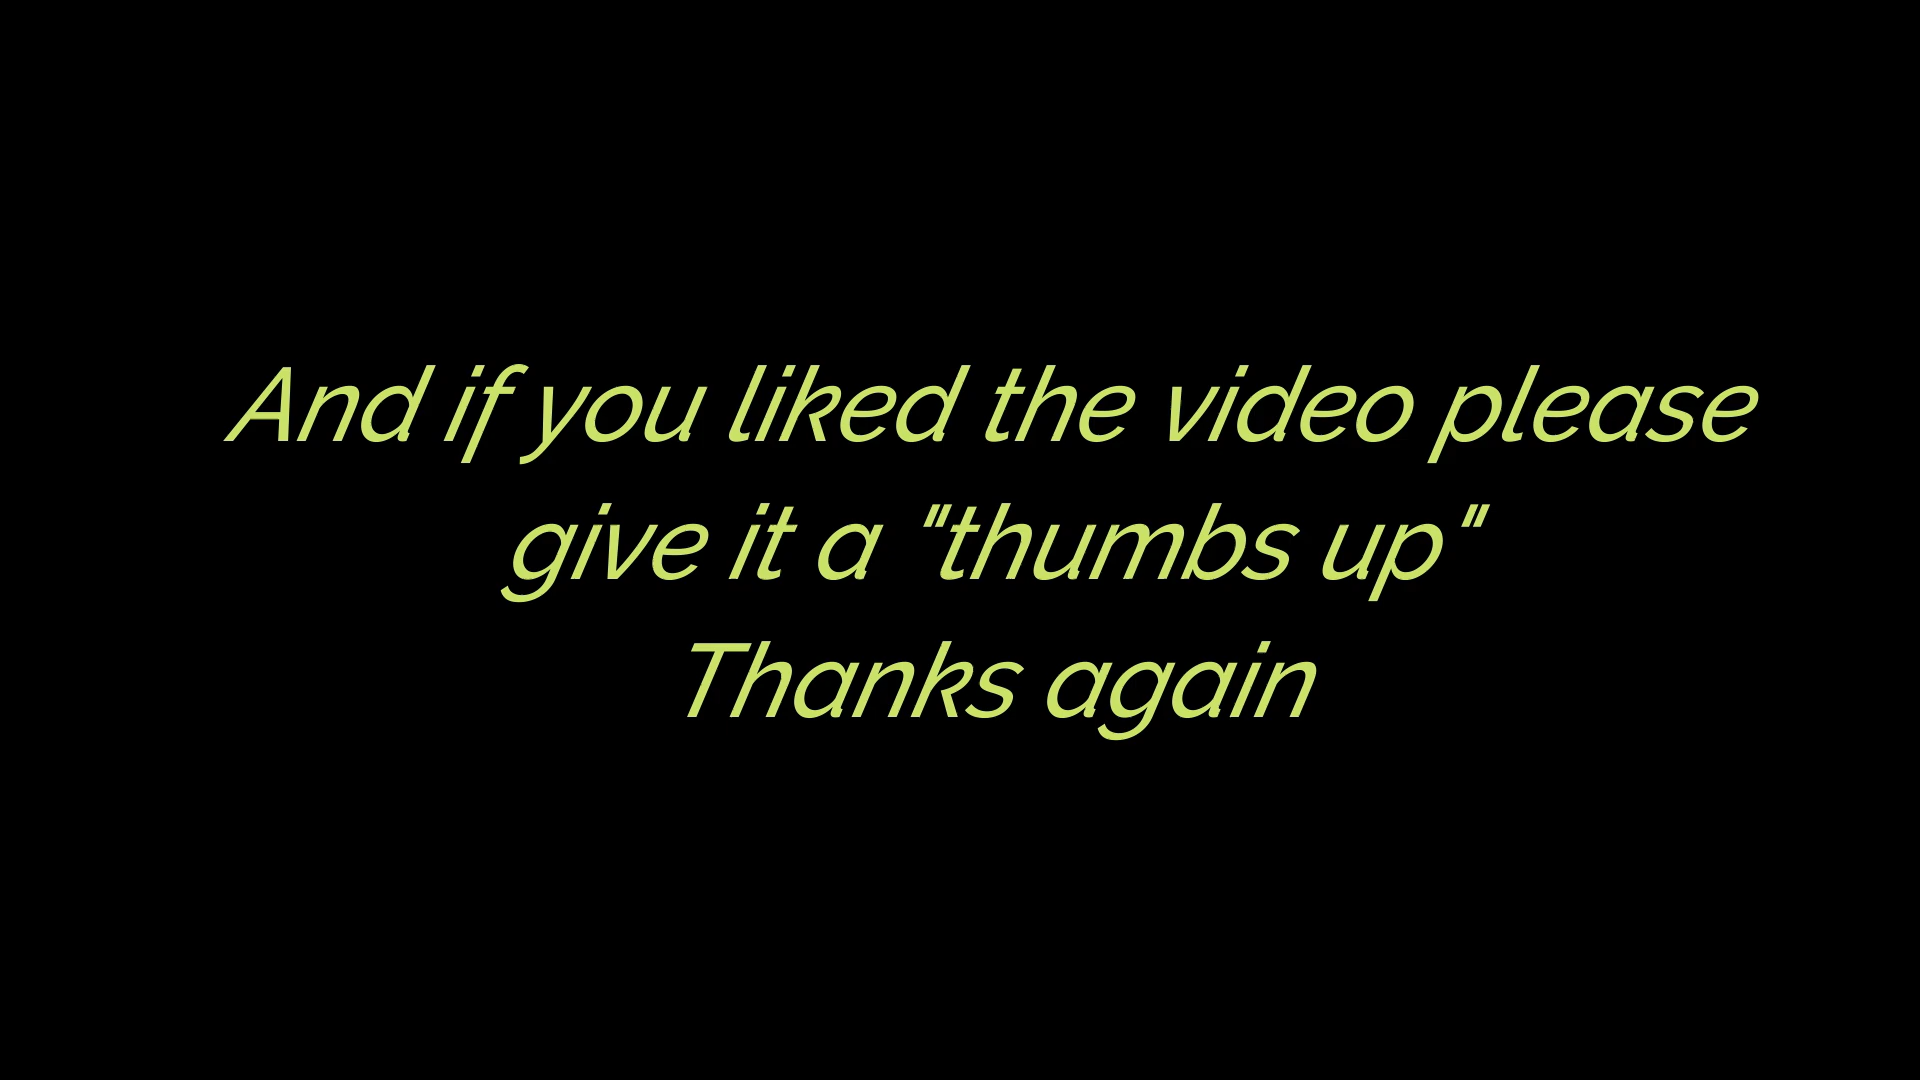 And if you liked the video please
give it a "thumbs up"
Thanks again